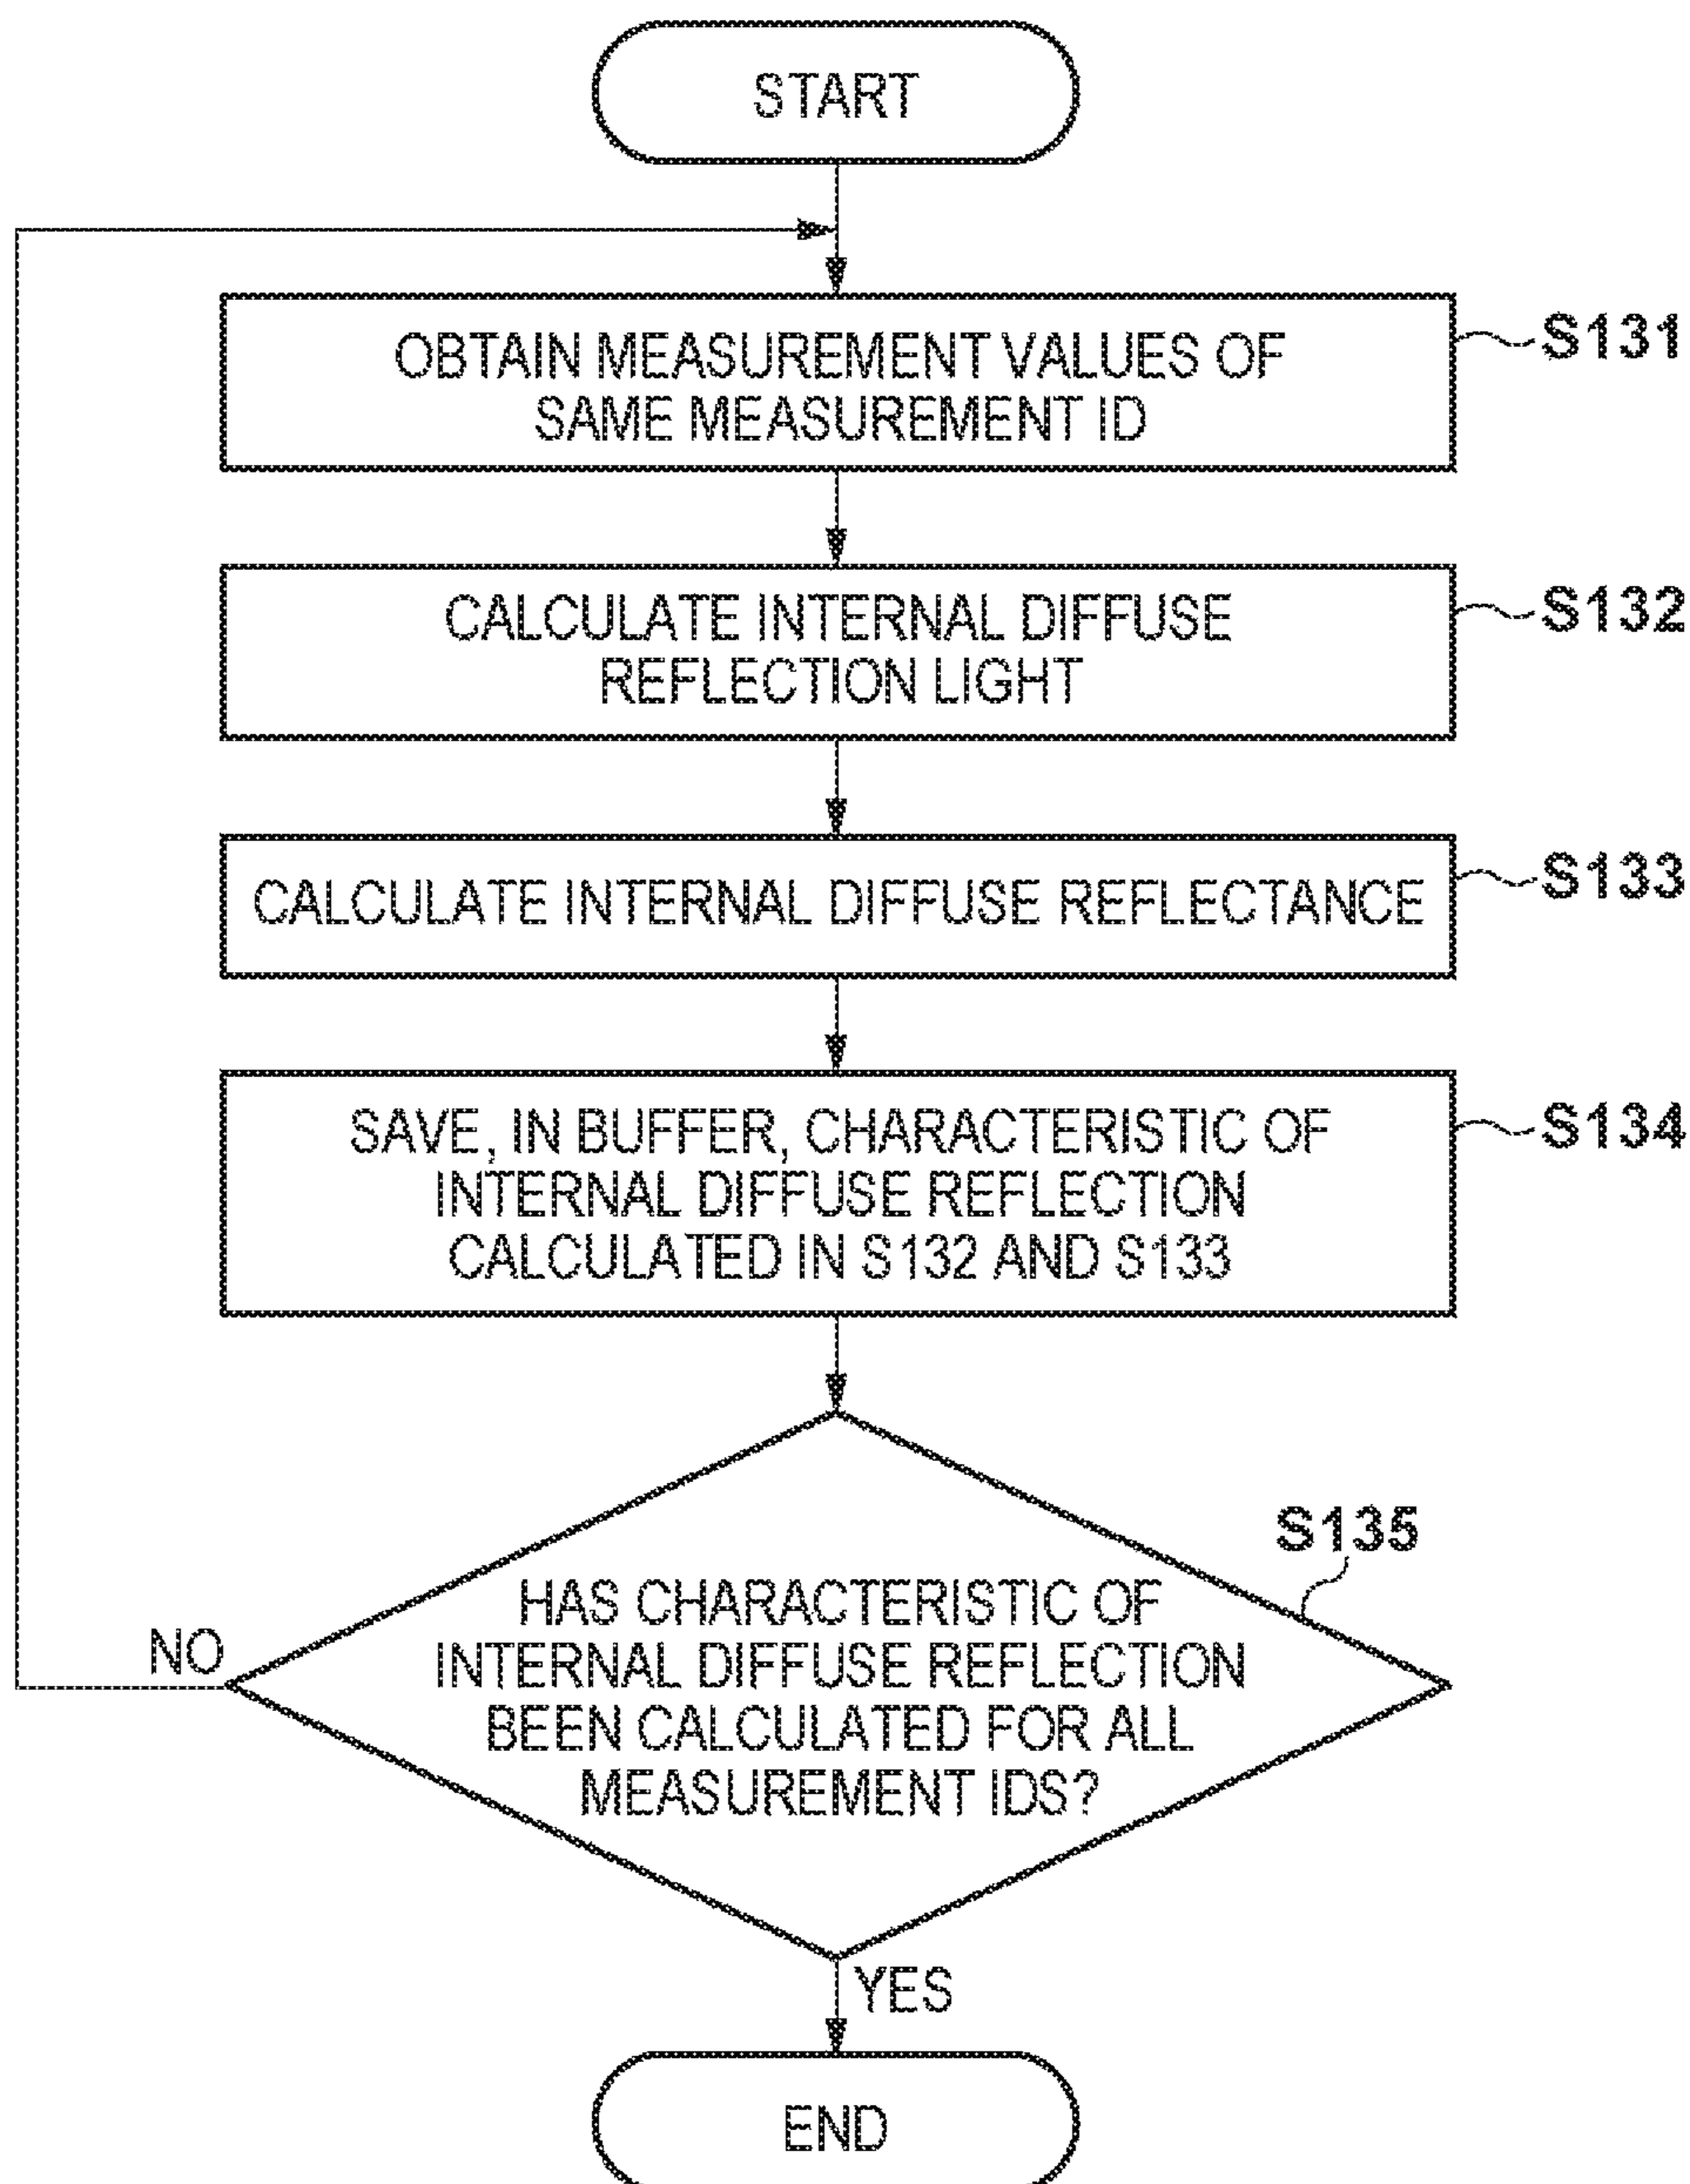 START
OBTAIN MEASUREMENT VALUES OF
SAME MEASUREMENT ID
S131
CALCULATE INTERNAL DIFFUSE
REFLECTION LIGHT
S132
CALCULATE INTERNAL DIFFUSE REFLECTANCE
S133
SAVE, IN BUFFER, CHARACTERISTIC OF
INTERNAL DIFFUSE REFLECTION
CALCULATED IN S132 AND S133
S134
S135
HAS CHARACTERISTIC OF
INTERNAL DIFFUSE REFLECTION
BEEN CALCULATED FOR ALL
MEASUREMENT IDS?
NO
YES
END